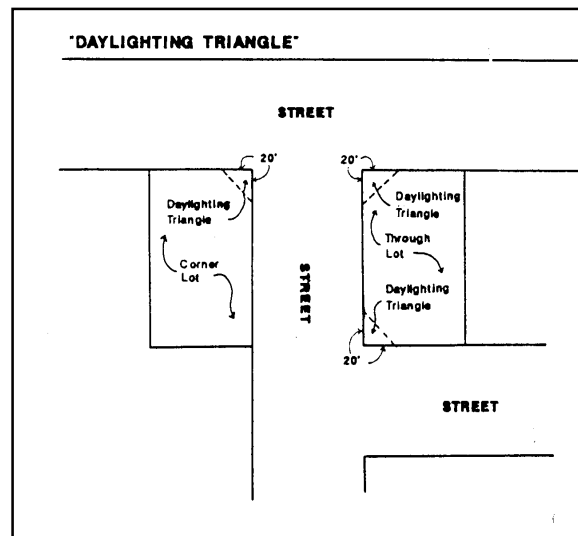 "DAYLIGHTING TRIANGLE"
STREET
20'
20'
Daylighting
Triangle
Daylighting
Triangle
Through
Lot
Corner
Lot
STREET
Daylighting
Triangle
20'
STREET